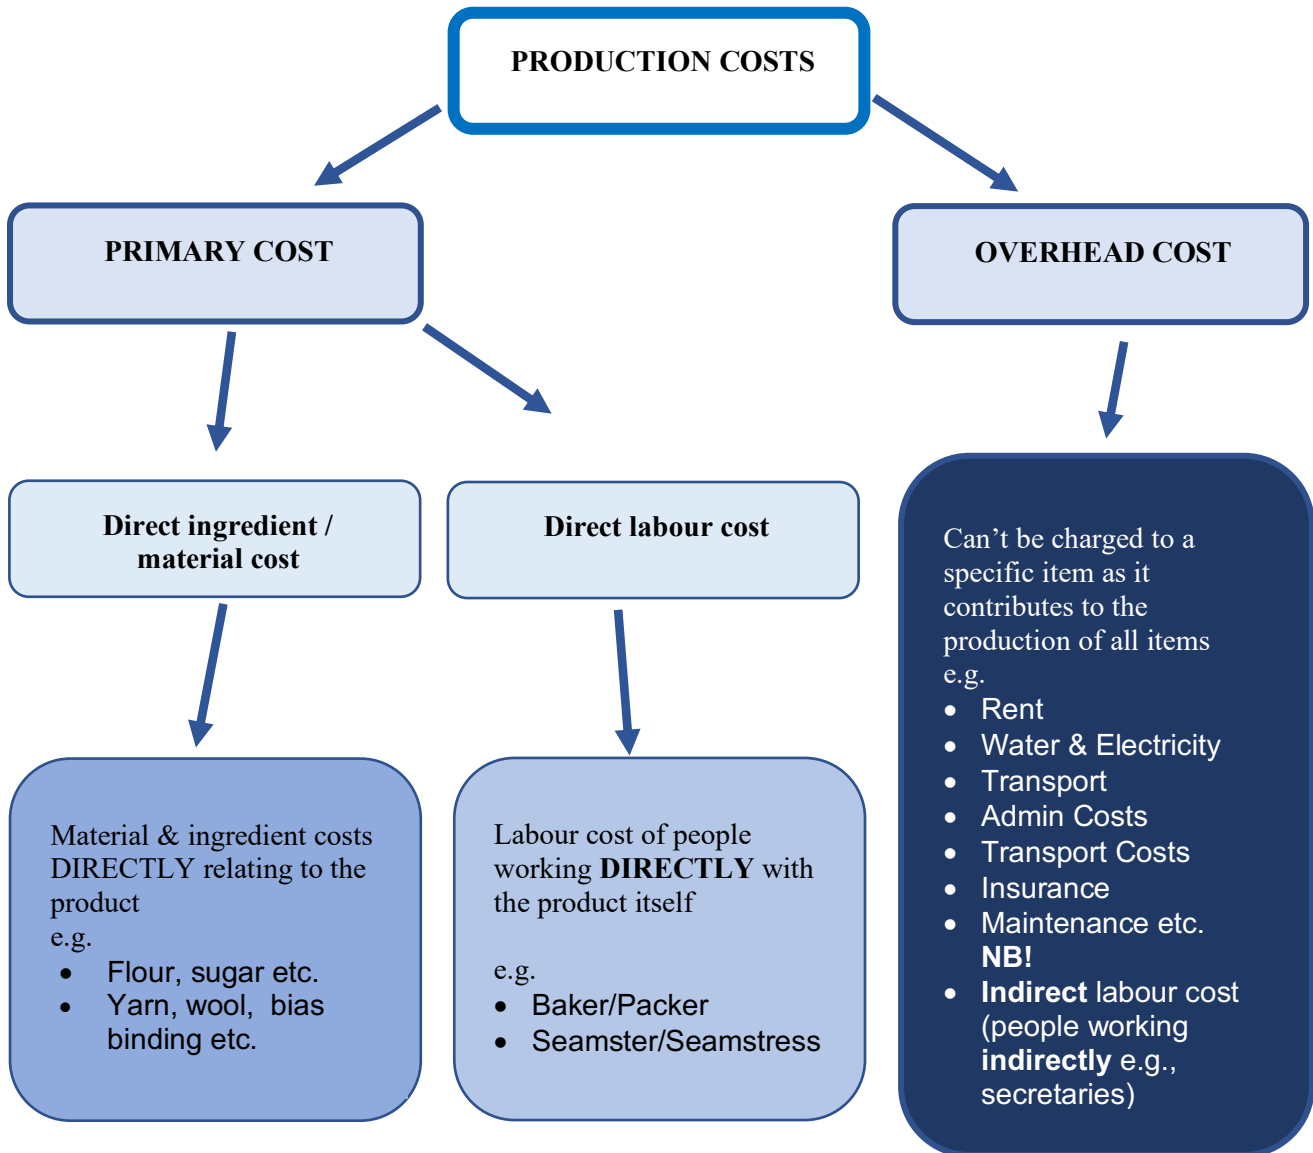 PRODUCTION COSTS
PRIMARY COST
OVERHEAD COST
Direct ingredient /
material cost
Direct labour cost
Material & ingredient costs
DIRECTLY relating to the
product
e.g.
• Flour, sugar etc.
• Yarn, wool, bias
binding etc.
Labour cost of people
working DIRECTLY with
the product itself
e.g.
• Baker/Packer
• Seamster/Seamstress
Can’t be charged to a
specific item as it
contributes to the
production of all items
e.g.
• Rent
• Water & Electricity
• Transport
• Admin Costs
• Transport Costs
• Insurance
• Maintenance etc.
NB!
• Indirect labour cost
(people working
indirectly e.g.,
secretaries)